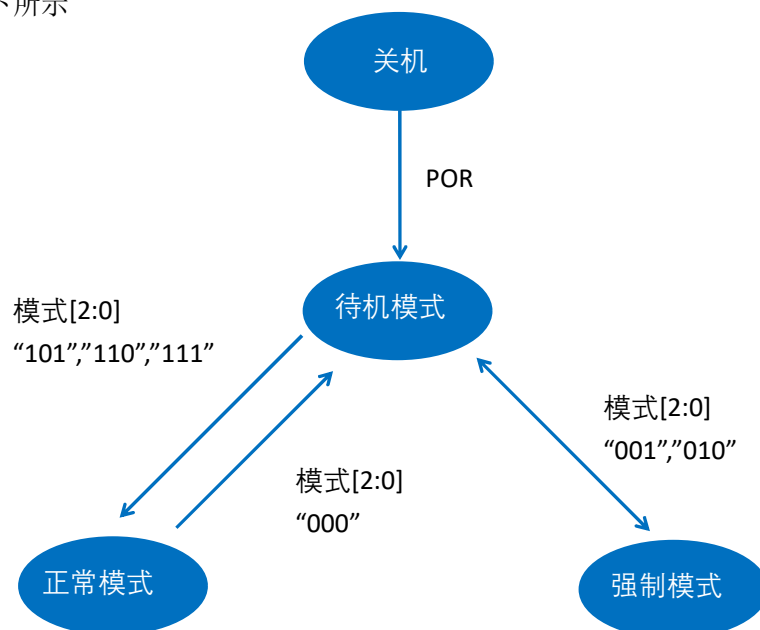 下所示
关机
POR
待机模式
模式[2:0]
“101”,”110”,”111”
模式[2:0]
“001”,”010”
模式[2:0]
“000”
正常模式
强制模式